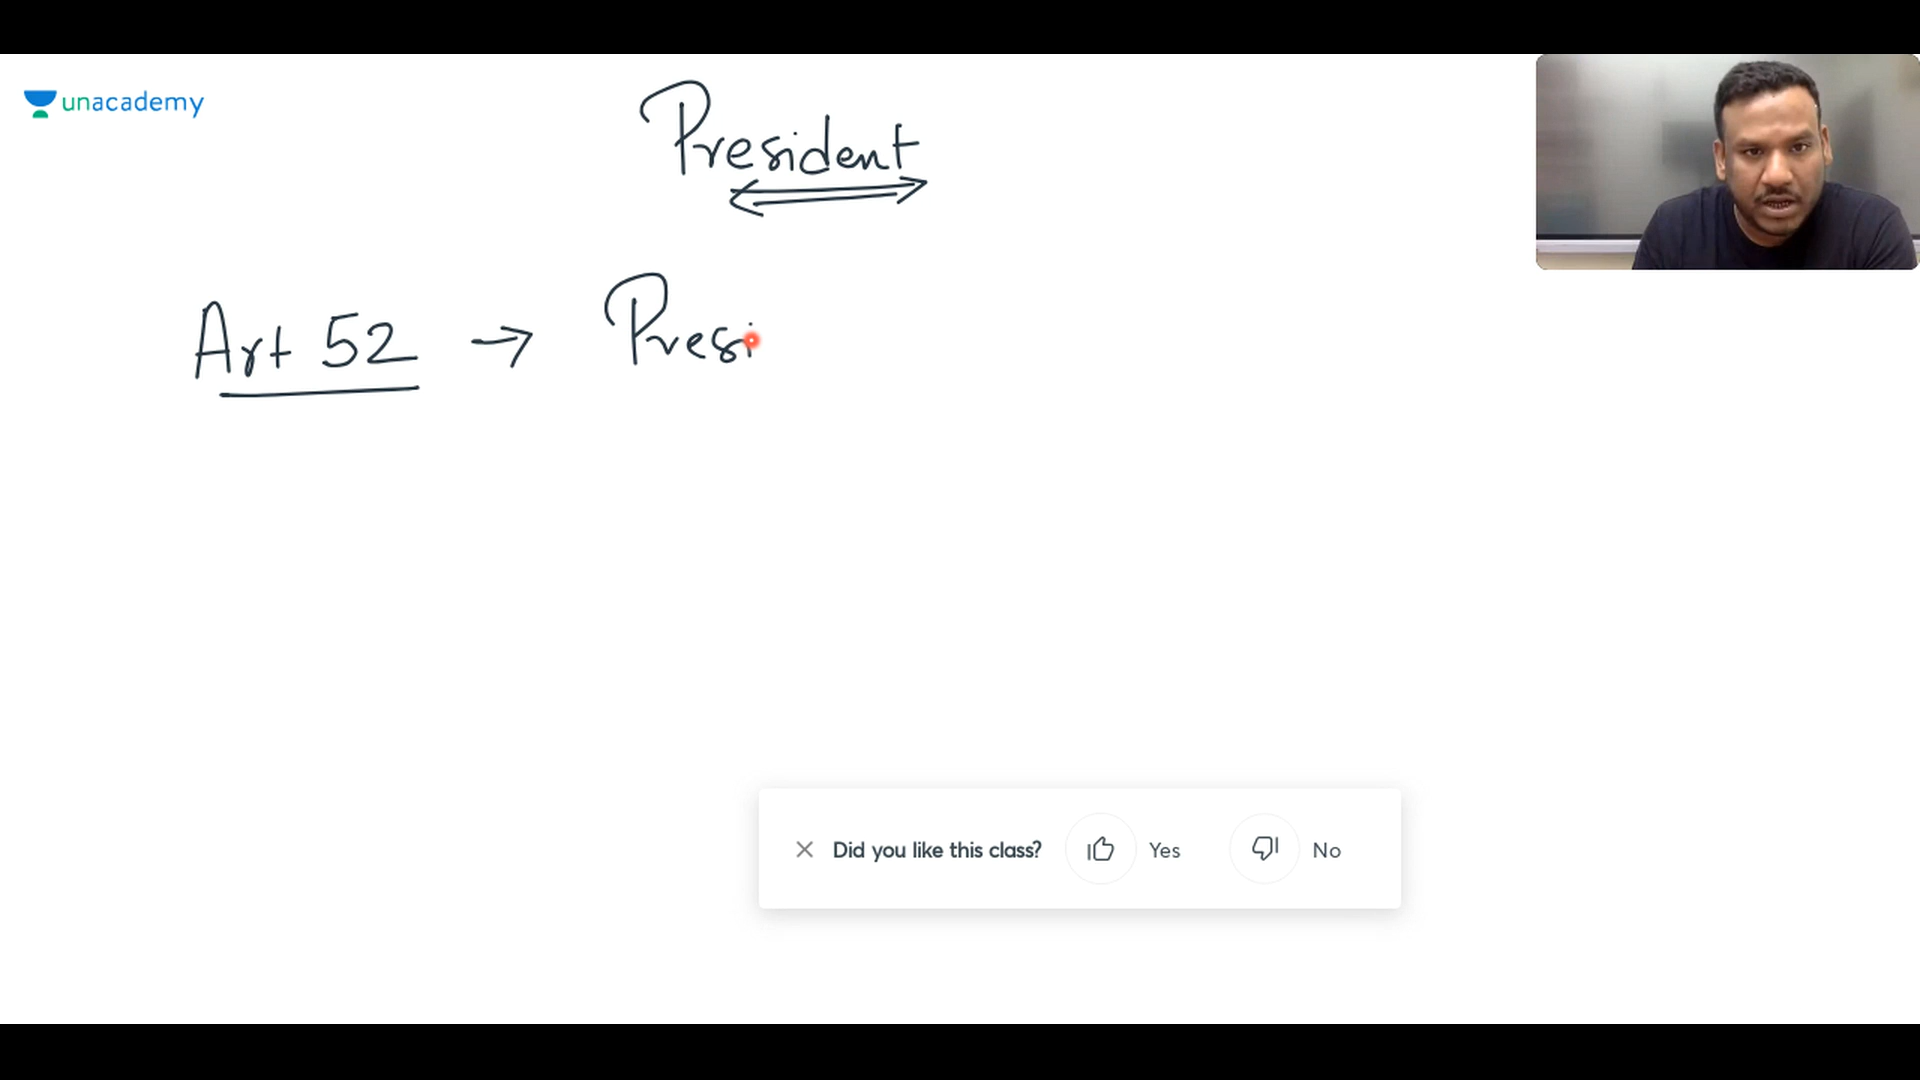 unacademy
President
Art 52 → Presi
Did you like this class? Yes No